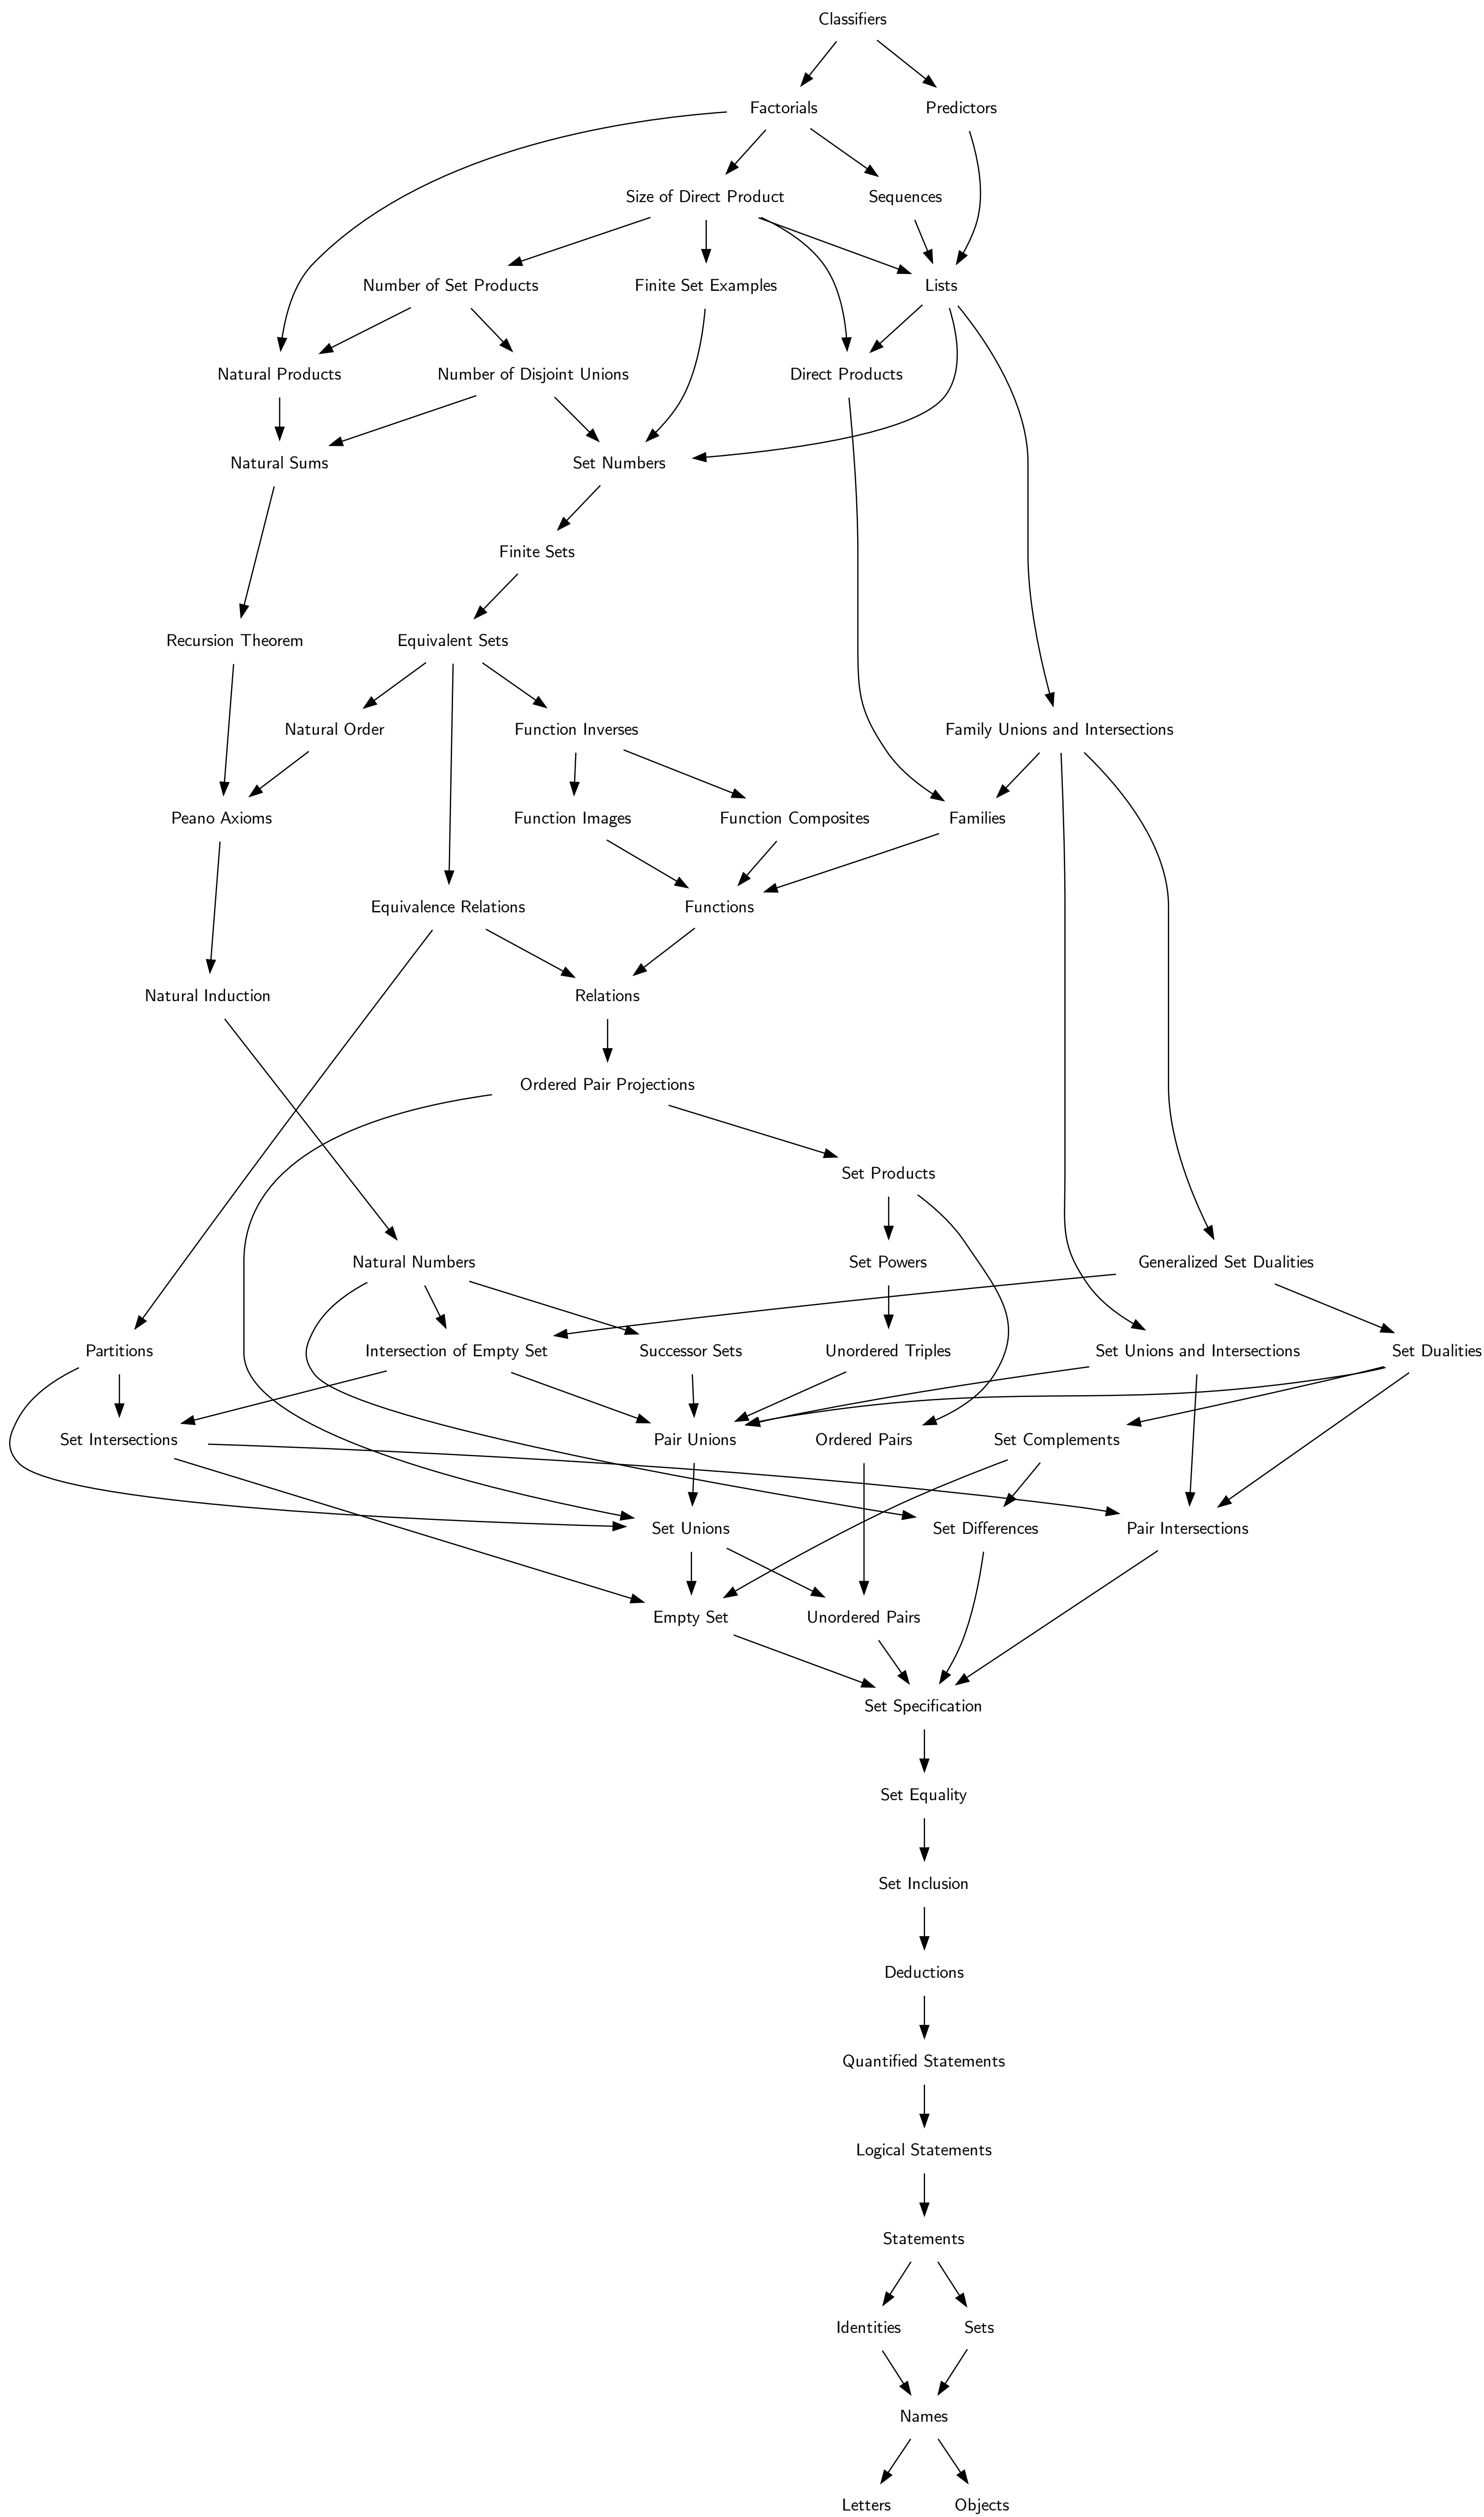 Classifiers
Factorials
Predictors
Size of Direct Product
Sequences
Number of Set Products
Finite Set Examples
Lists
Natural Products
Number of Disjoint Unions
Direct Products
Natural Sums
Set Numbers
Finite Sets
Recursion Theorem
Equivalent Sets
Natural Order
Function Inverses
Family Unions and Intersections
Peano Axioms
Function Images
Function Composites
Families
Equivalence Relations
Functions
Natural Induction
Relations
Ordered Pair Projections
Set Products
Natural Numbers
Set Powers
Generalized Set Dualities
Partitions
Intersection of Empty Set
Successor Sets
Unordered Triples
Set Unions and Intersections
Set Dualities
Set Intersections
Pair Unions
Ordered Pairs
Set Complements
Set Unions
Set Differences
Pair Intersections
Empty Set
Unordered Pairs
Set Specification
Set Equality
Set Inclusion
Deductions
Quantified Statements
Logical Statements
Statements
Identities
Sets
Names
Letters
Objects